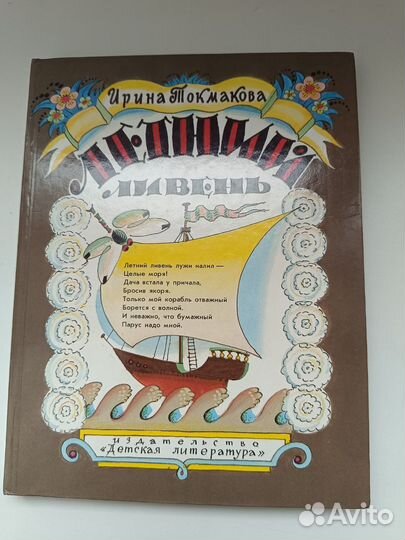 Ирина Токмакова
Летний
ливень
Летний ливень лужи налил —
Целые моря!
Дача встала у причала,
Бросив якоря.
Только мой корабль отважный
Борется с волной.
И неважно, что бумажный
Парус надо мной.
издательство
«Детская литература»
Avito